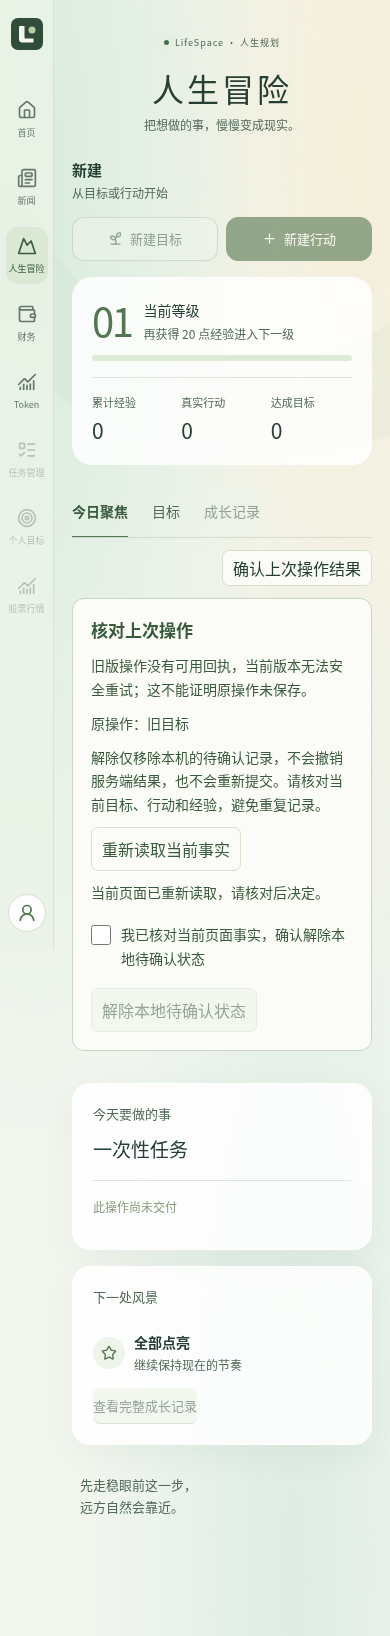 首页
新闻
人生冒险
财务
Token
任务管理
个人目标
股票行情
LifeSpace · 人生规划
人生冒险
把想做的事，慢慢变成现实。
新建
从目标或行动开始
新建目标
新建行动
01
当前等级
再获得 20 点经验进入下一级
累计经验
真实行动
达成目标
0
0
0
今日聚焦
目标
成长记录
确认上次操作结果
核对上次操作
旧版操作没有可用回执，当前版本无法安
全重试；这不能证明原操作未保存。
原操作：旧目标
解除仅移除本机的待确认记录，不会撤销
服务端结果，也不会重新提交。请核对当
前目标、行动和经验，避免重复记录。
重新读取当前事实
当前页面已重新读取，请核对后决定。
我已核对当前页面事实，确认解除本
地待确认状态
解除本地待确认状态
今天要做的事
一次性任务
此操作尚未交付
下一处风景
全部点亮
继续保持现在的节奏
查看完整成长记录
先走稳眼前这一步，
远方自然会靠近。